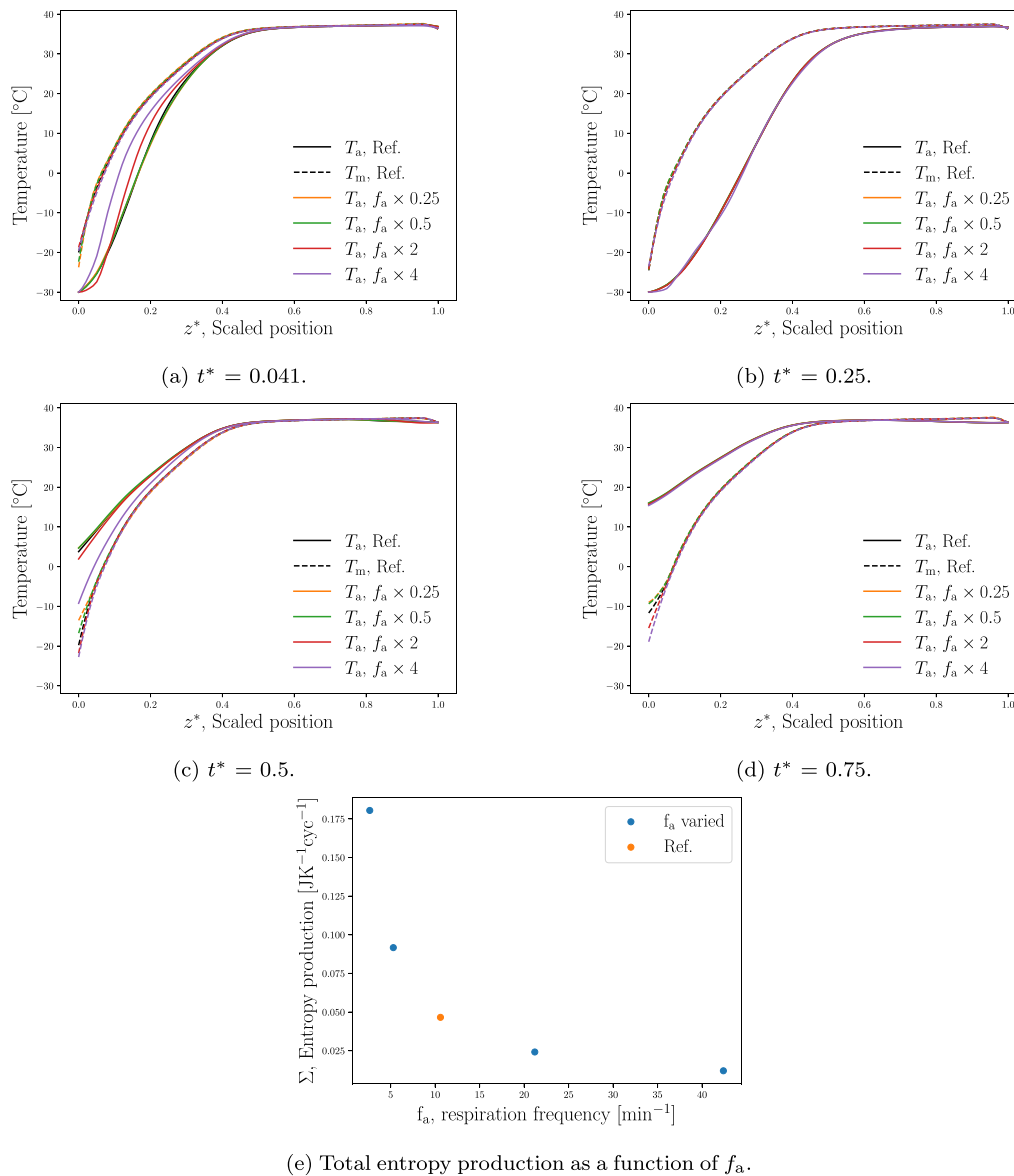 40
30
20
10
0
−10
−20
−30
Temperature [°C]
T_a, Ref.
T_m, Ref.
T_a, f_a × 0.25
T_a, f_a × 0.5
T_a, f_a × 2
T_a, f_a × 4
0.0 0.2 0.4 0.6 0.8 1.0
z*, Scaled position
(a) t* = 0.041.
40
30
20
10
0
−10
−20
−30
Temperature [°C]
T_a, Ref.
T_m, Ref.
T_a, f_a × 0.25
T_a, f_a × 0.5
T_a, f_a × 2
T_a, f_a × 4
0.0 0.2 0.4 0.6 0.8 1.0
z*, Scaled position
(b) t* = 0.25.
40
30
20
10
0
−10
−20
−30
Temperature [°C]
T_a, Ref.
T_m, Ref.
T_a, f_a × 0.25
T_a, f_a × 0.5
T_a, f_a × 2
T_a, f_a × 4
0.0 0.2 0.4 0.6 0.8 1.0
z*, Scaled position
(c) t* = 0.5.
40
30
20
10
0
−10
−20
−30
Temperature [°C]
T_a, Ref.
T_m, Ref.
T_a, f_a × 0.25
T_a, f_a × 0.5
T_a, f_a × 2
T_a, f_a × 4
0.0 0.2 0.4 0.6 0.8 1.0
z*, Scaled position
(d) t* = 0.75.
0.175
0.150
0.125
0.100
0.075
0.050
0.025
Σ, Entropy production [JK⁻¹cyc⁻¹]
f_a varied
Ref.
5 10 15 20 25 30 35 40
f_a, respiration frequency [min⁻¹]
(e) Total entropy production as a function of f_a.